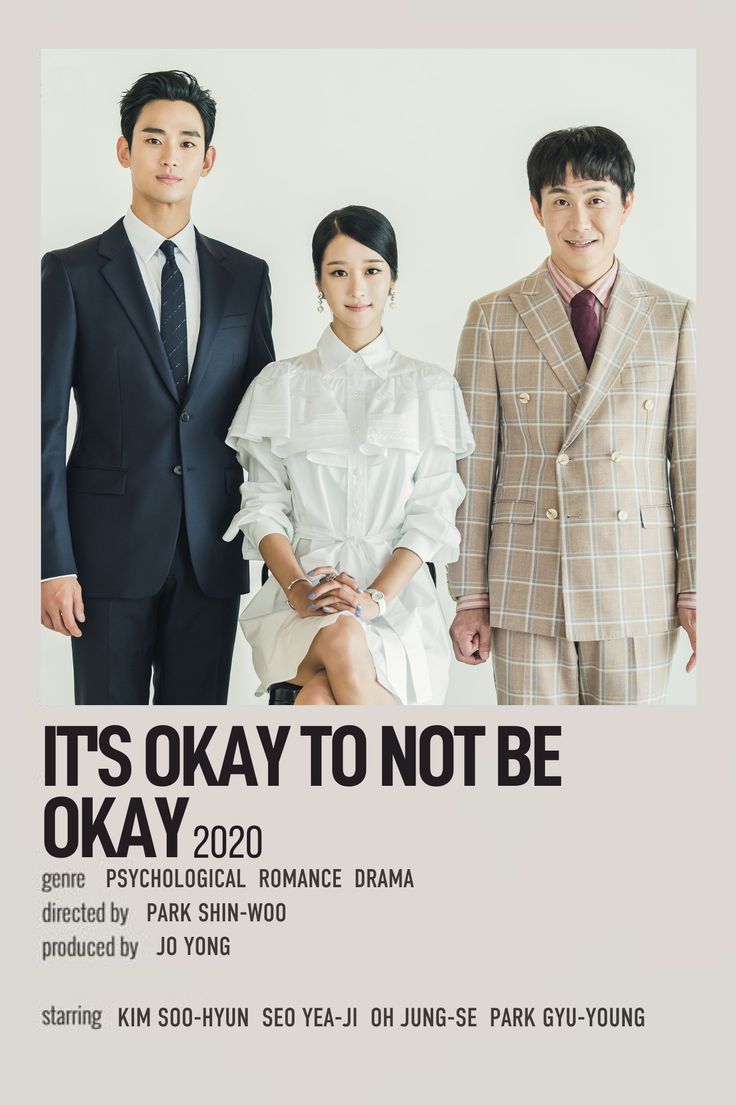 IT'S OKAY TO NOT BE
OKAY 2020
genre PSYCHOLOGICAL ROMANCE DRAMA
directed by PARK SHIN-WOO
produced by JO YONG
starring KIM SOO-HYUN SEO YEA-JI OH JUNG-SE PARK GYU-YOUNG